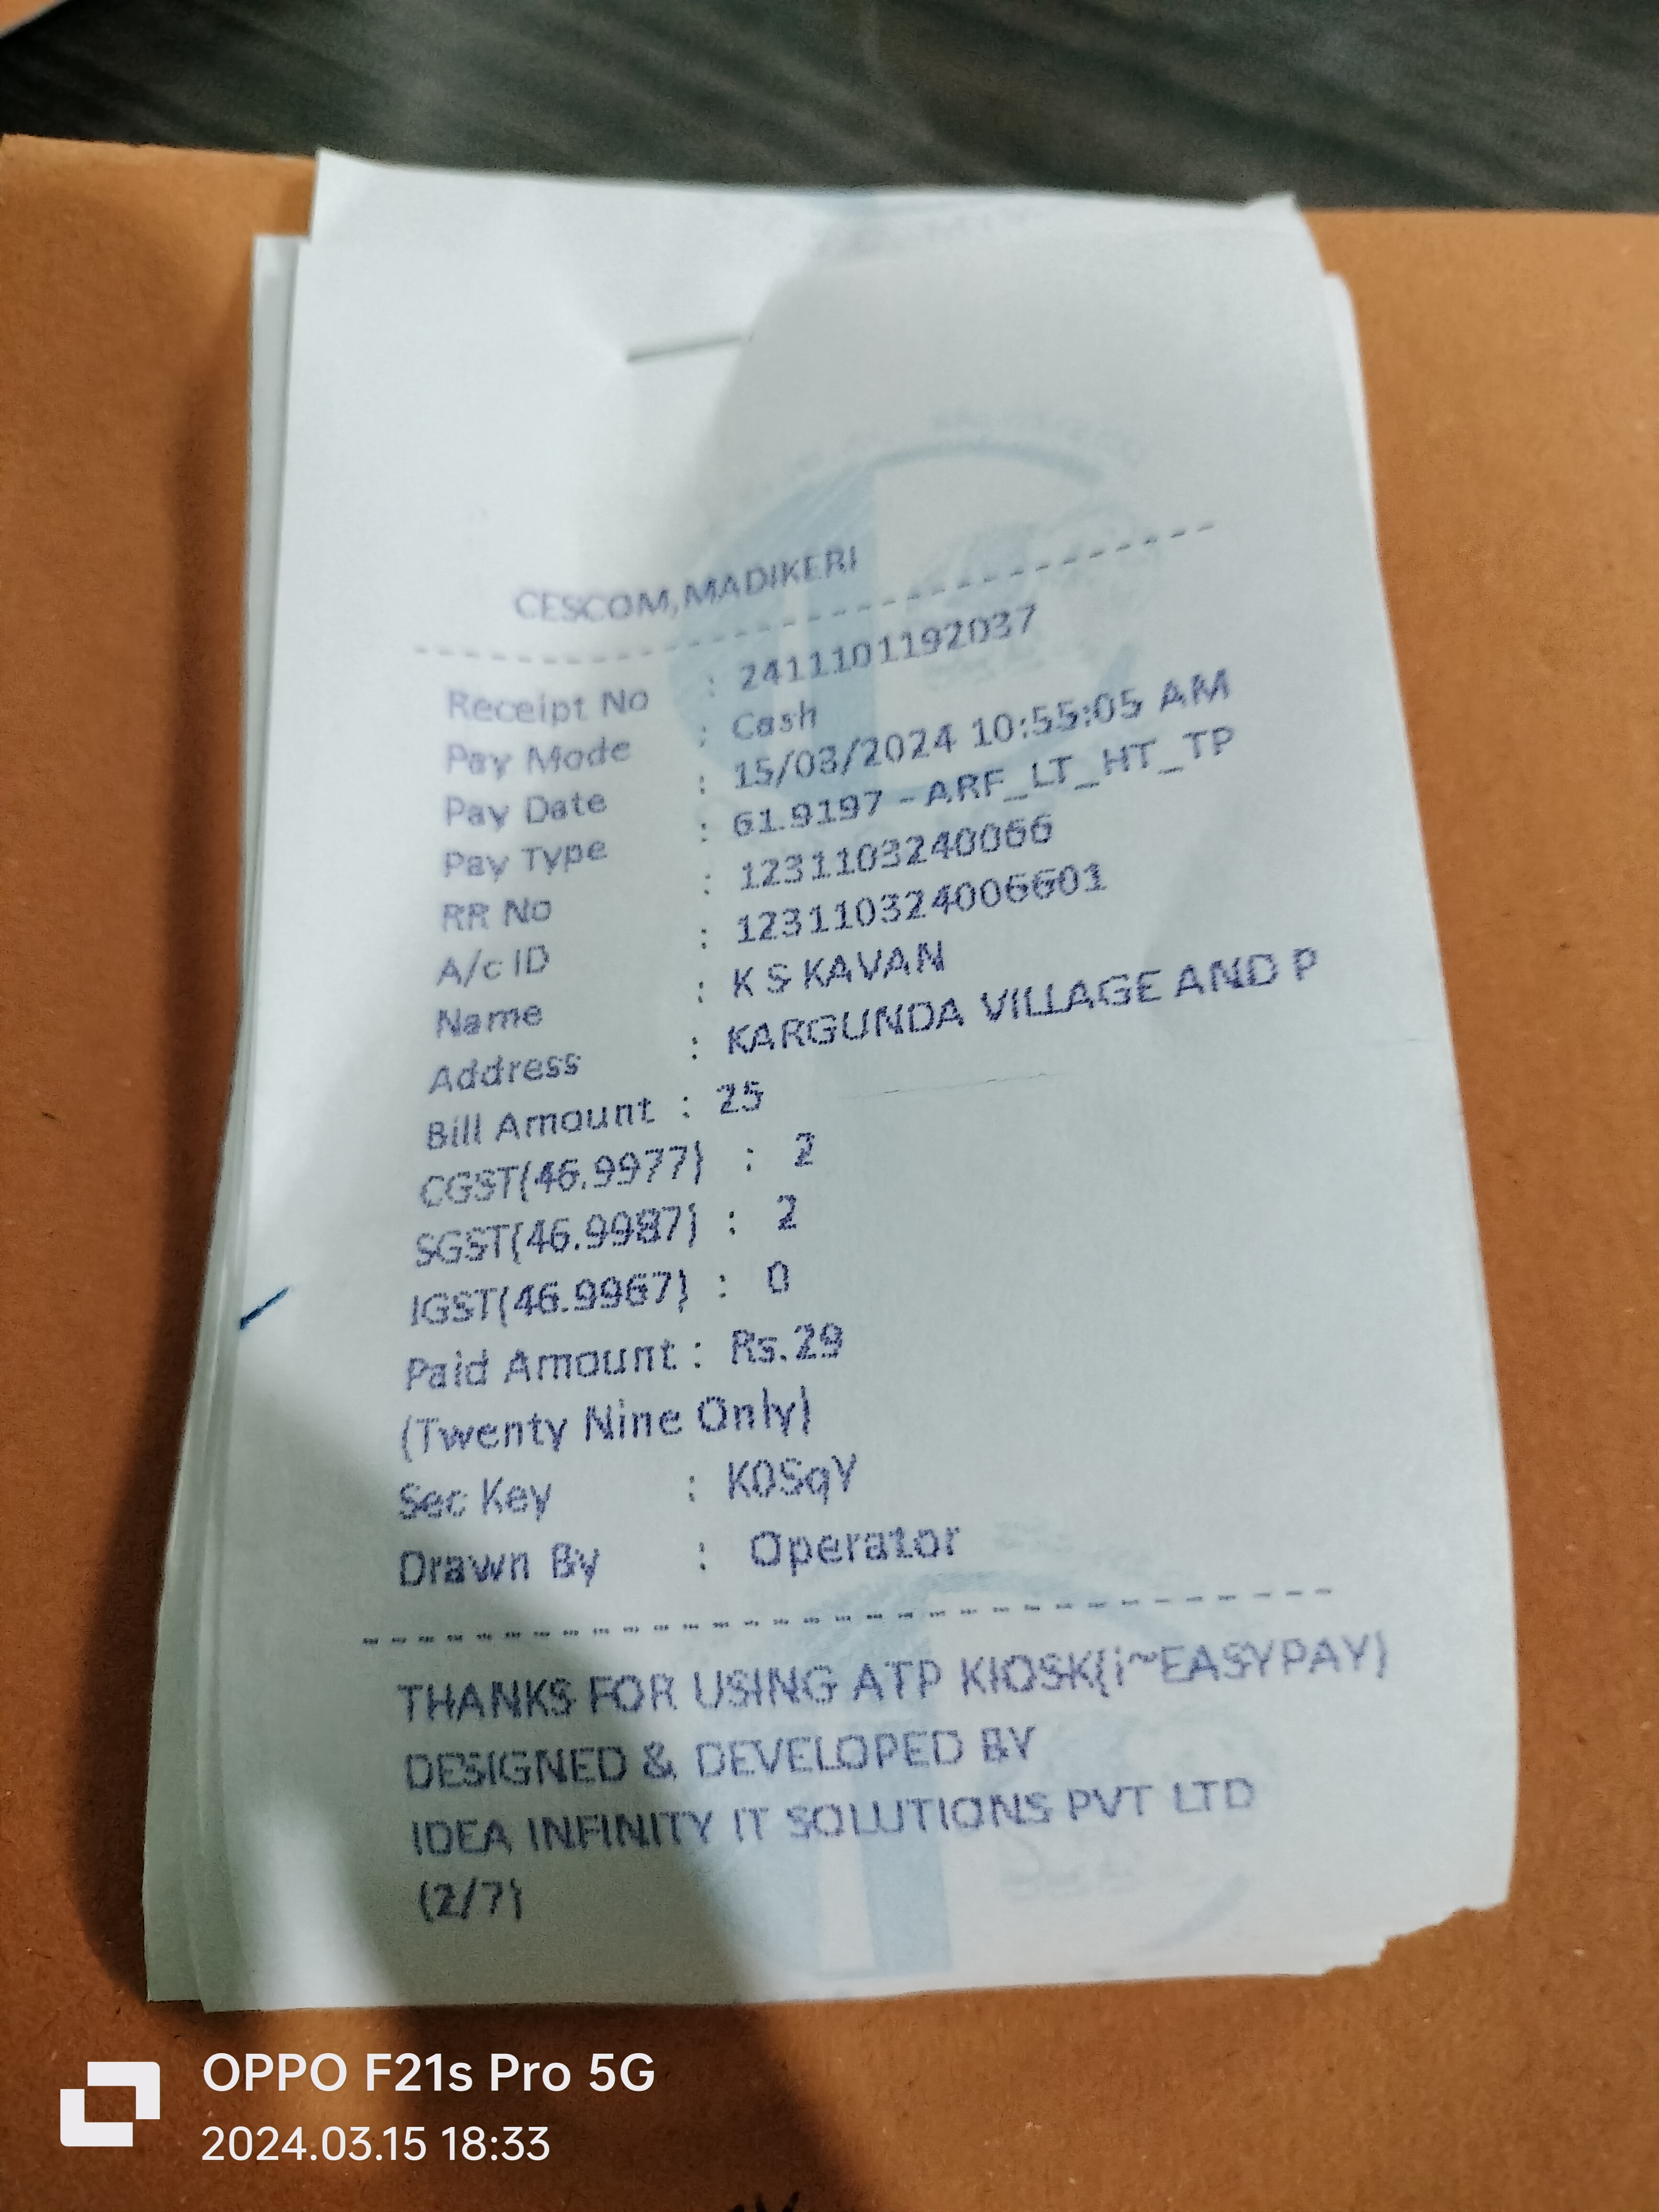 CESCOM,MADIKERI
--------------------------------
Receipt No : 2411101192037
Pay Mode : Cash
Pay Date : 15/03/2024 10:55:05 AM
Pay Type : 61.9197 - ARF_LT_HT_TP
RR No : 1231103240066
A/c ID : 123110324006601
Name : K S KAVAN
Address : KARGUNDA VILLAGE AND P
Bill Amount : 25
CGST(46.9977) : 2
SGST(46.9987) : 2
IGST(46.9967) : 0
Paid Amount : Rs.29
(Twenty Nine Only)
Sec Key : K0SqY
Drawn By : Operator
--------------------------------
THANKS FOR USING ATP KIOSK(i~EASYPAY)
DESIGNED & DEVELOPED BY
IDEA INFINITY IT SOLUTIONS PVT LTD
(2/7)
OPPO F21s Pro 5G
2024.03.15 18:33